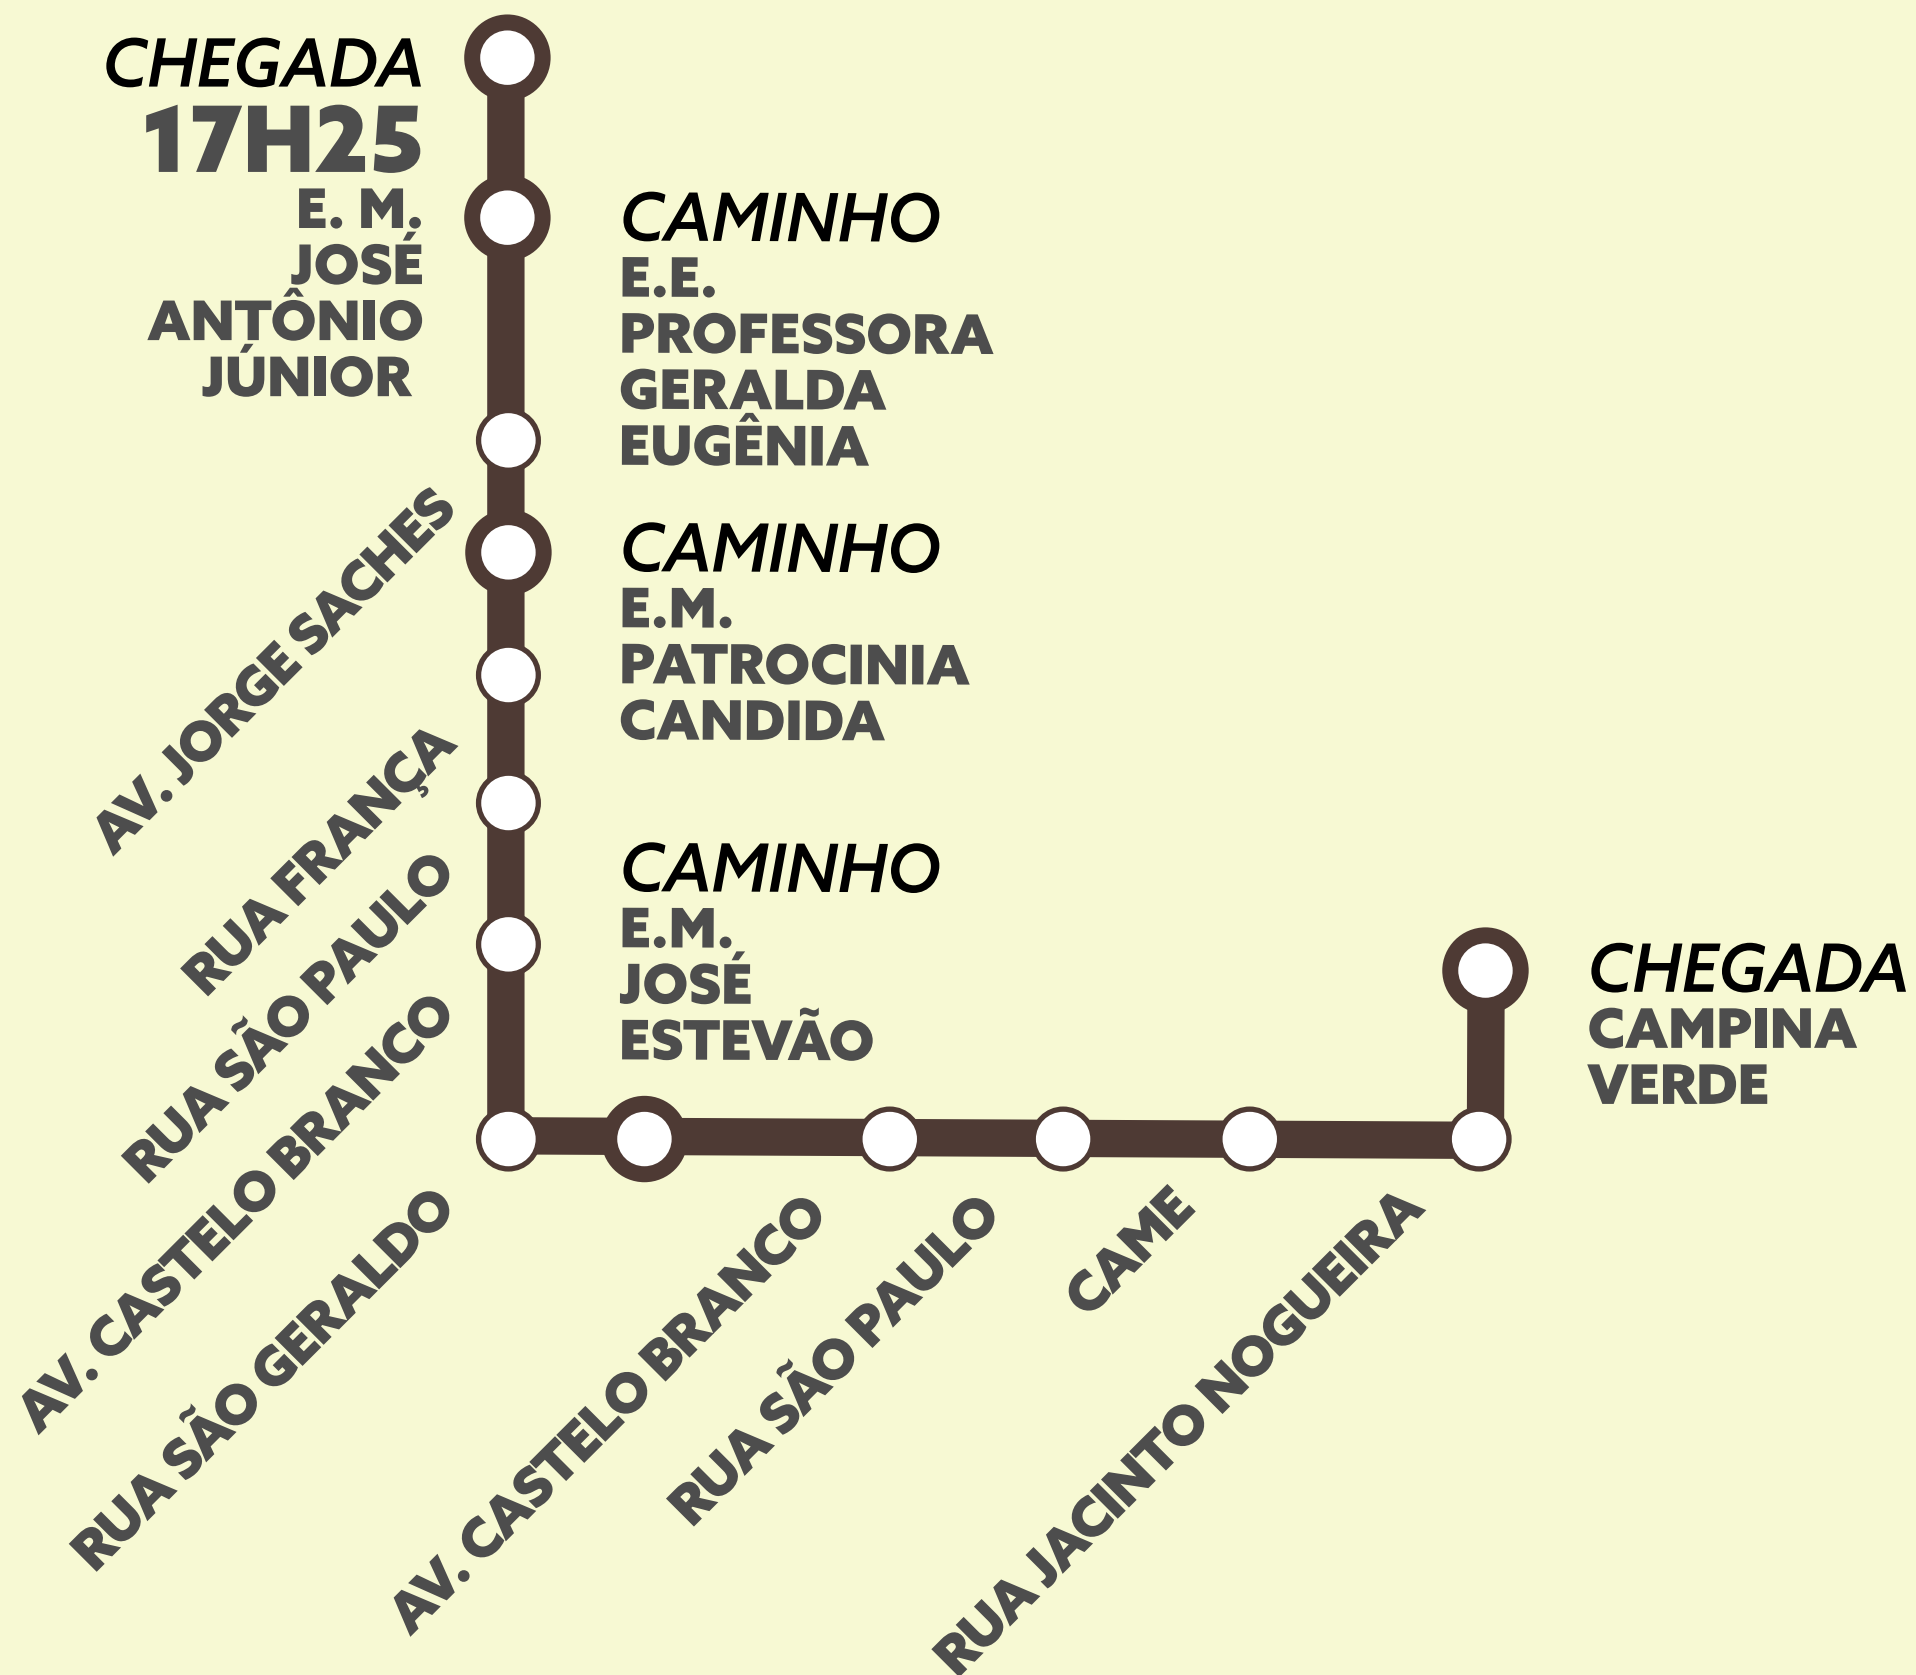 CHEGADA
17H25
E. M.
JOSÉ
ANTÔNIO
JÚNIOR
CAMINHO
E.E.
PROFESSORA
GERALDA
EUGÊNIA
AV. JORGE SACHES
CAMINHO
E.M.
PATROCINIA
CANDIDA
RUA FRANÇA
RUA SÃO PAULO
AV. CASTELO BRANCO
RUA SÃO GERALDO
CAMINHO
E.M.
JOSÉ
ESTEVÃO
AV. CASTELO BRANCO
RUA SÃO PAULO
CAME
RUA JACINTO NOGUEIRA
CHEGADA
CAMPINA
VERDE